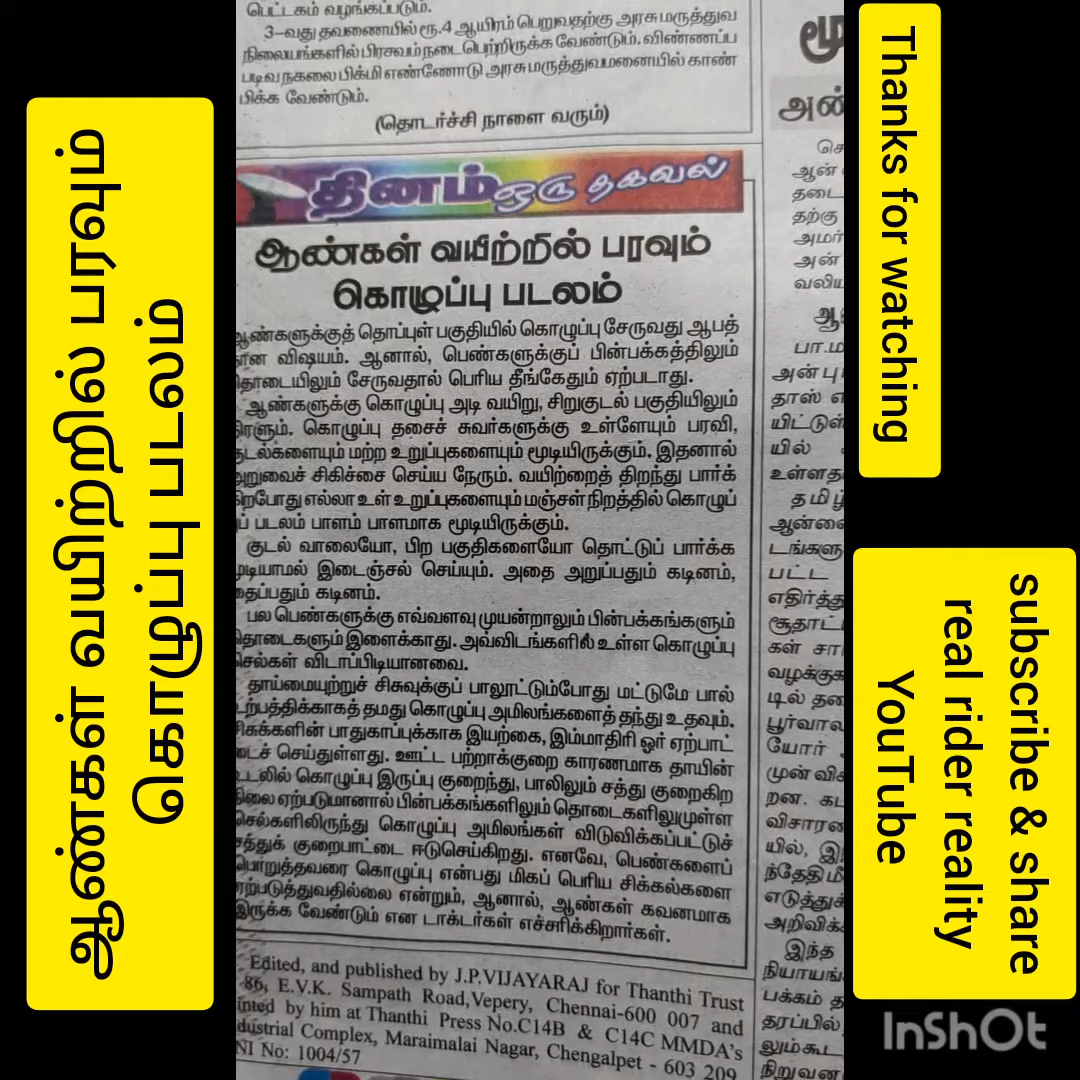 ஆண்கள் வயிற்றில் பரவும்
கொழுப்பு படலம்
பெட்டகம் வழங்கப்படும்.
3-வது தவணையில் ரூ.4 ஆயிரம் பெறுவதற்கு அரசு மருத்துவ
நிலையங்களில் பிரசவம் நடைபெற்றிருக்க வேண்டும். விண்ணப்ப
படிவ நகலை பிக்மி எண்ணோடு அரசு மருத்துவமனையில் காண்
பிக்க வேண்டும்.
(தொடர்ச்சி நாளை வரும்)
தினம் ஒரு தகவல்
ஆண்கள் வயிற்றில் பரவும்
கொழுப்பு படலம்
ஆண்களுக்குத் தொப்புள் பகுதியில் கொழுப்பு சேருவது ஆபத்
தான விஷயம். ஆனால், பெண்களுக்குப் பின்பக்கத்திலும்
தொடையிலும் சேருவதால் பெரிய தீங்கேதும் ஏற்படாது.
ஆண்களுக்கு கொழுப்பு அடி வயிறு, சிறுகுடல் பகுதியிலும்
திரளும். கொழுப்பு தசைச் சுவர்களுக்கு உள்ளேயும் பரவி,
குடல்களையும் மற்ற உறுப்புகளையும் மூடியிருக்கும். இதனால்
அறுவைச் சிகிச்சை செய்ய நேரும். வயிற்றைத் திறந்து பார்க்
கிறபோது எல்லா உள் உறுப்புகளையும் மஞ்சள் நிறத்தில் கொழுப்
புப் படலம் பாளம் பாளமாக மூடியிருக்கும்.
குடல் வாலையோ, பிற பகுதிகளையோ தொட்டுப் பார்க்க
முடியாமல் இடைஞ்சல் செய்யும். அதை அறுப்பதும் கடினம்,
தைப்பதும் கடினம்.
பல பெண்களுக்கு எவ்வளவு முயன்றாலும் பின்பக்கங்களும்
தொடைகளும் இளைக்காது. அவ்விடங்களில் உள்ள கொழுப்பு
செல்கள் விடாப்பிடியானவை.
தாய்மையுற்றுச் சிசுவுக்குப் பாலூட்டும்போது மட்டுமே பால்
உற்பத்திக்காகத் தமது கொழுப்பு அமிலங்களைத் தந்து உதவும்.
சிசுக்களின் பாதுகாப்புக்காக இயற்கை, இம்மாதிரி ஓர் ஏற்பாட்
டைச் செய்துள்ளது. ஊட்ட பற்றாக்குறை காரணமாக தாயின்
உடலில் கொழுப்பு இருப்பு குறைந்து, பாலிலும் சத்து குறைகிற
நிலை ஏற்படுமானால் பின்பக்கங்களிலும் தொடைகளிலுமுள்ள
செல்களிலிருந்து கொழுப்பு அமிலங்கள் விடுவிக்கப்பட்டுச்
சத்துக் குறைபாட்டை ஈடுசெய்கிறது. எனவே, பெண்களைப்
பொறுத்தவரை கொழுப்பு என்பது மிகப் பெரிய சிக்கல்களை
ஏற்படுத்துவதில்லை என்றும், ஆனால், ஆண்கள் கவனமாக
இருக்க வேண்டும் என டாக்டர்கள் எச்சரிக்கிறார்கள்.
Edited, and published by J.P.VIJAYARAJ for Thanthi Trust
86, E.V.K. Sampath Road,Vepery, Chennai-600 007 and
inted by him at Thanthi Press No.C14B & C14C MMDA's
dustrial Complex, Maraimalai Nagar, Chengalpet - 603 209
NI No: 1004/57
Thanks for watching
subscribe & share
real rider reality
YouTube
InShOt